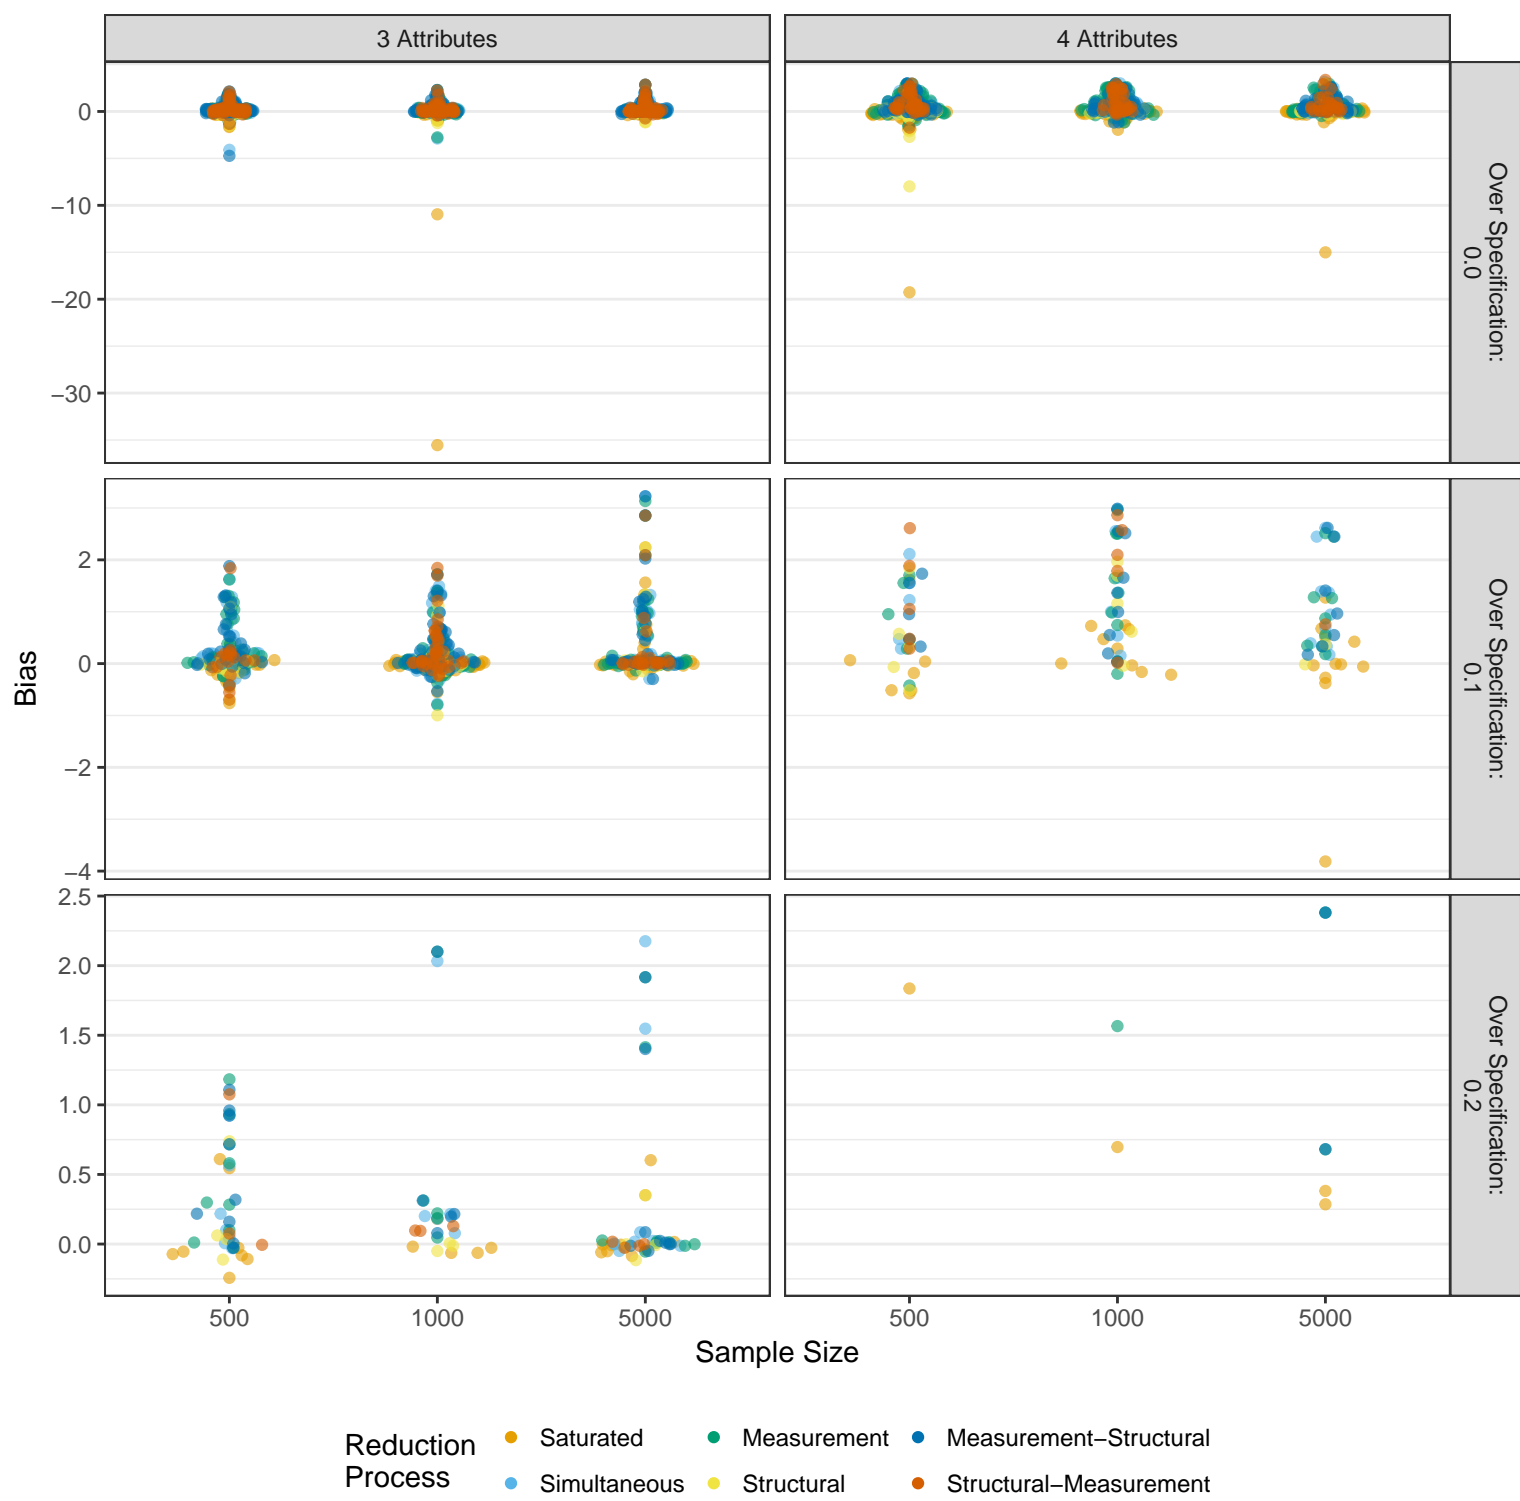 3 Attributes
4 Attributes
0
−10
−20
−30
Over Specification:
0.0
2
0
−2
−4
Over Specification:
0.1
2.5
2.0
1.5
1.0
0.5
0.0
Over Specification:
0.2
Bias
500
1000
5000
500
1000
5000
Sample Size
Reduction
Process
Saturated
Measurement
Measurement−Structural
Simultaneous
Structural
Structural−Measurement